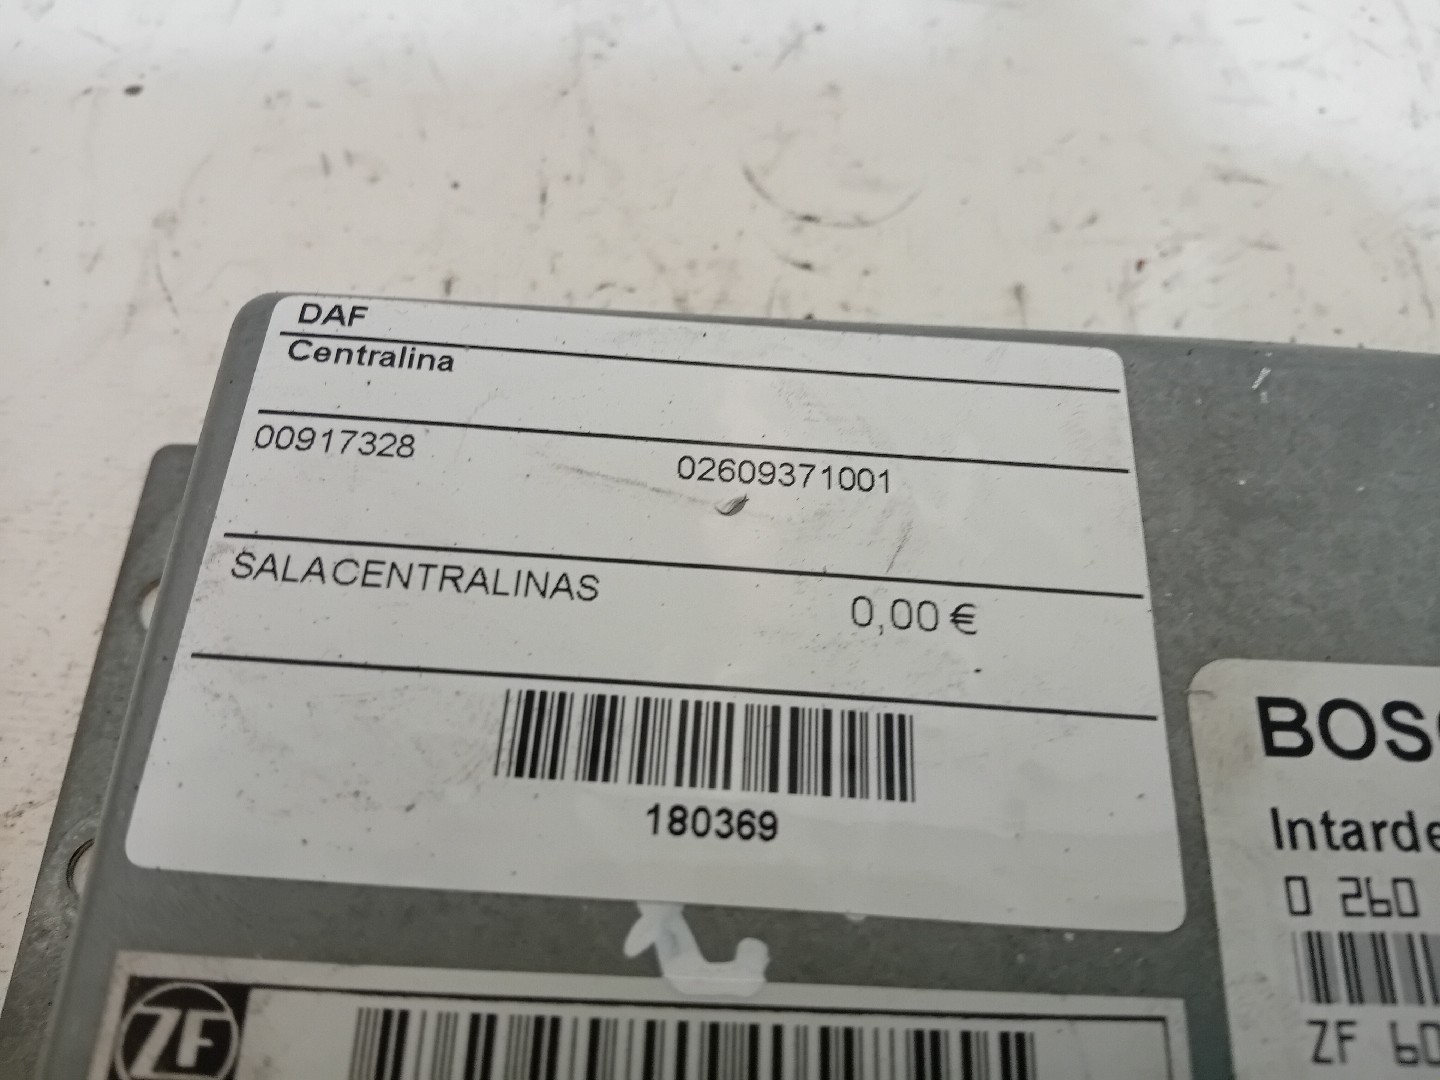 DAF
Centralina
00917328 02609371001
SALACENTRALINAS 0,00 €
180369
BOS
Intarde
0 260
ZF 60
ZF